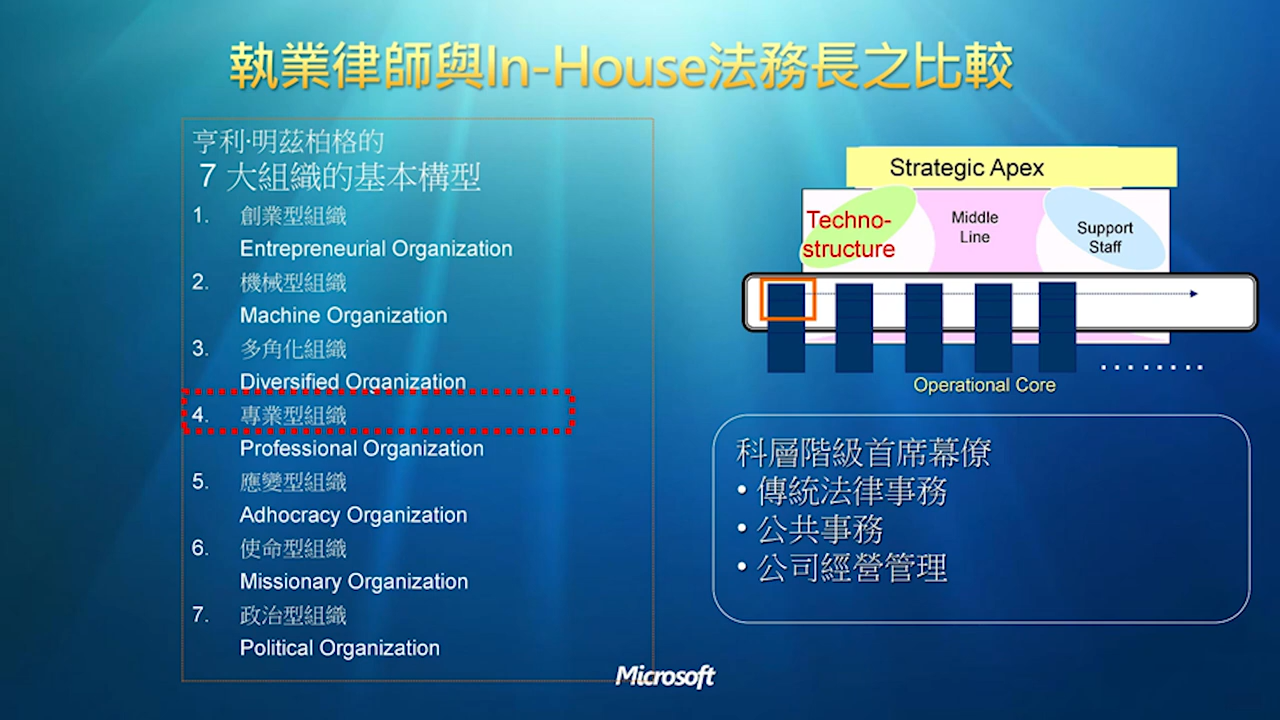 執業律師與In-House法務長之比較
亨利·明茲柏格的
7 大組織的基本構型
1. 創業型組織
Entrepreneurial Organization
2. 機械型組織
Machine Organization
3. 多角化組織
Diversified Organization
4. 專業型組織
Professional Organization
5. 應變型組織
Adhocracy Organization
6. 使命型組織
Missionary Organization
7. 政治型組織
Political Organization
Strategic Apex
Techno-
structure
Middle
Line
Support
Staff
Operational Core
科層階級首席幕僚
• 傳統法律事務
• 公共事務
• 公司經營管理
Microsoft